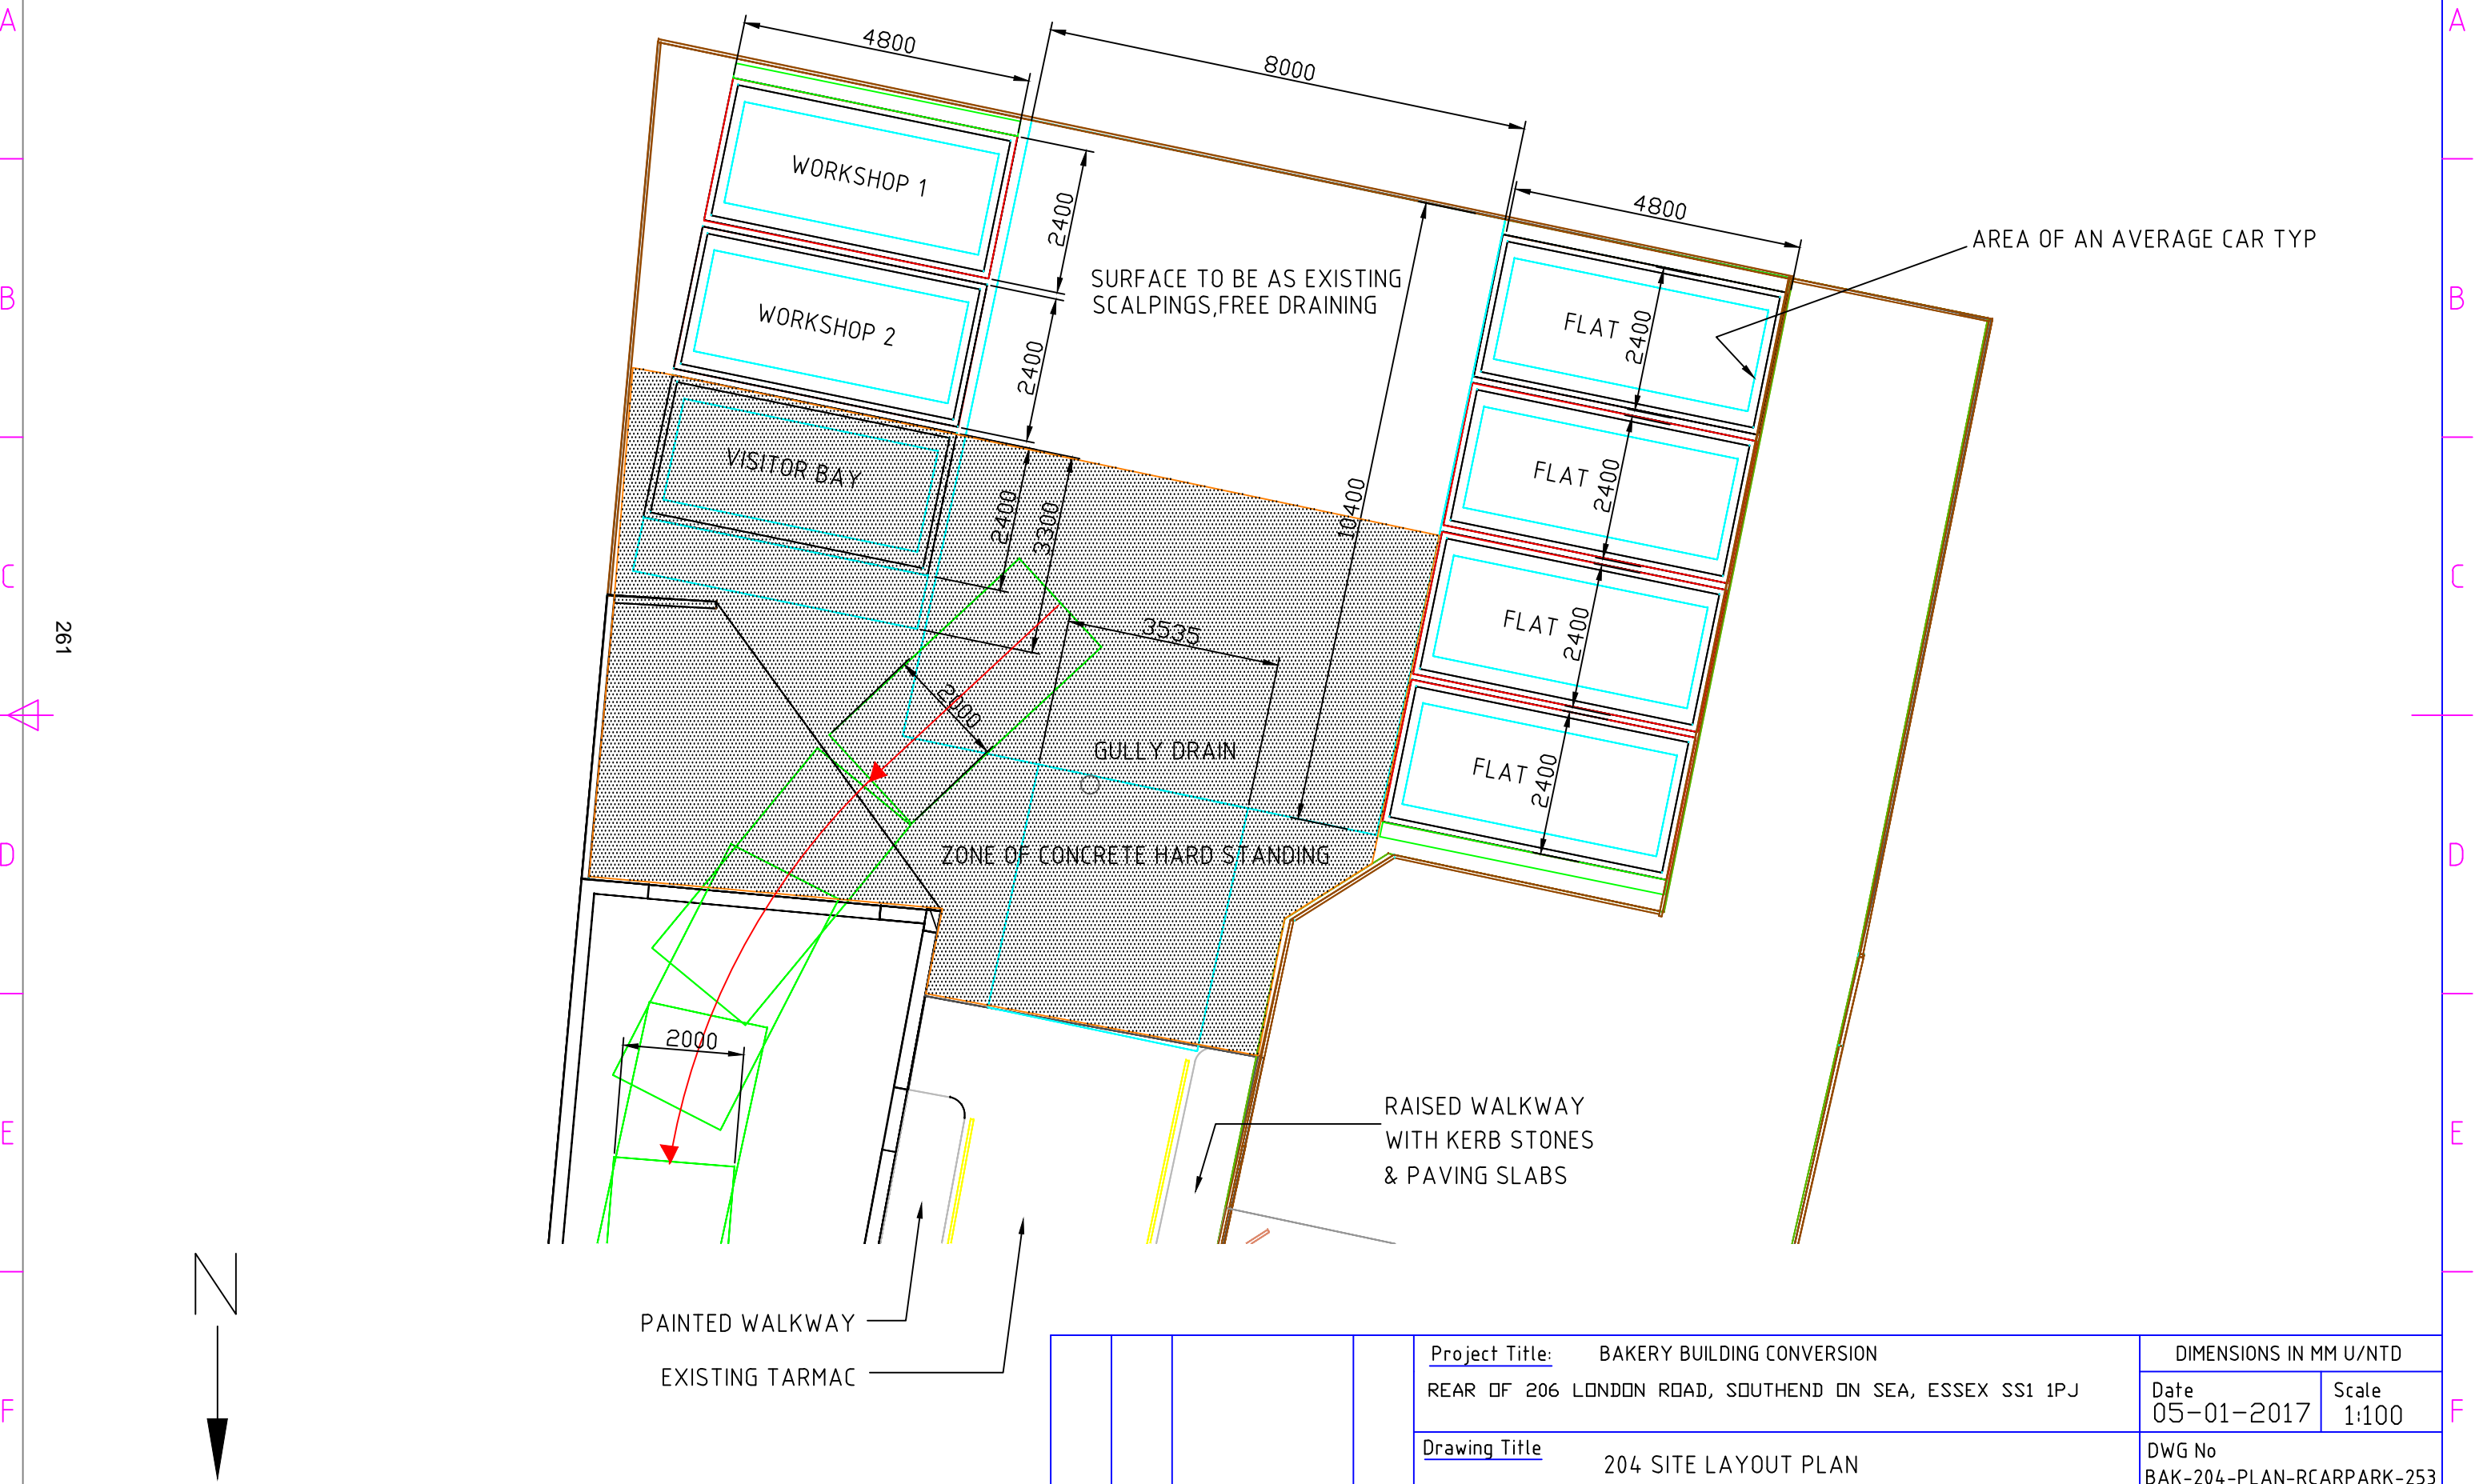 A
A
4800
8000
WORKSHOP 1
4800
2400
AREA OF AN AVERAGE CAR TYP
SURFACE TO BE AS EXISTING
SCALPINGS,FREE DRAINING
B
B
WORKSHOP 2
FLAT
2400
2400
VISITOR BAY
FLAT
2400
2400
3300
10400
C
C
261
3535
FLAT
2400
2000
GULLY DRAIN
FLAT
2400
D
D
ZONE OF CONCRETE HARD STANDING
2000
RAISED WALKWAY
WITH KERB STONES
& PAVING SLABS
E
E
N
PAINTED WALKWAY
EXISTING TARMAC
Project Title: BAKERY BUILDING CONVERSION
REAR OF 206 LONDON ROAD, SOUTHEND ON SEA, ESSEX SS1 1PJ
DIMENSIONS IN MM U/NTD
Date
05-01-2017
Scale
1:100
F
F
Drawing Title
204 SITE LAYOUT PLAN
DWG No
BAK-204-PLAN-RCARPARK-253